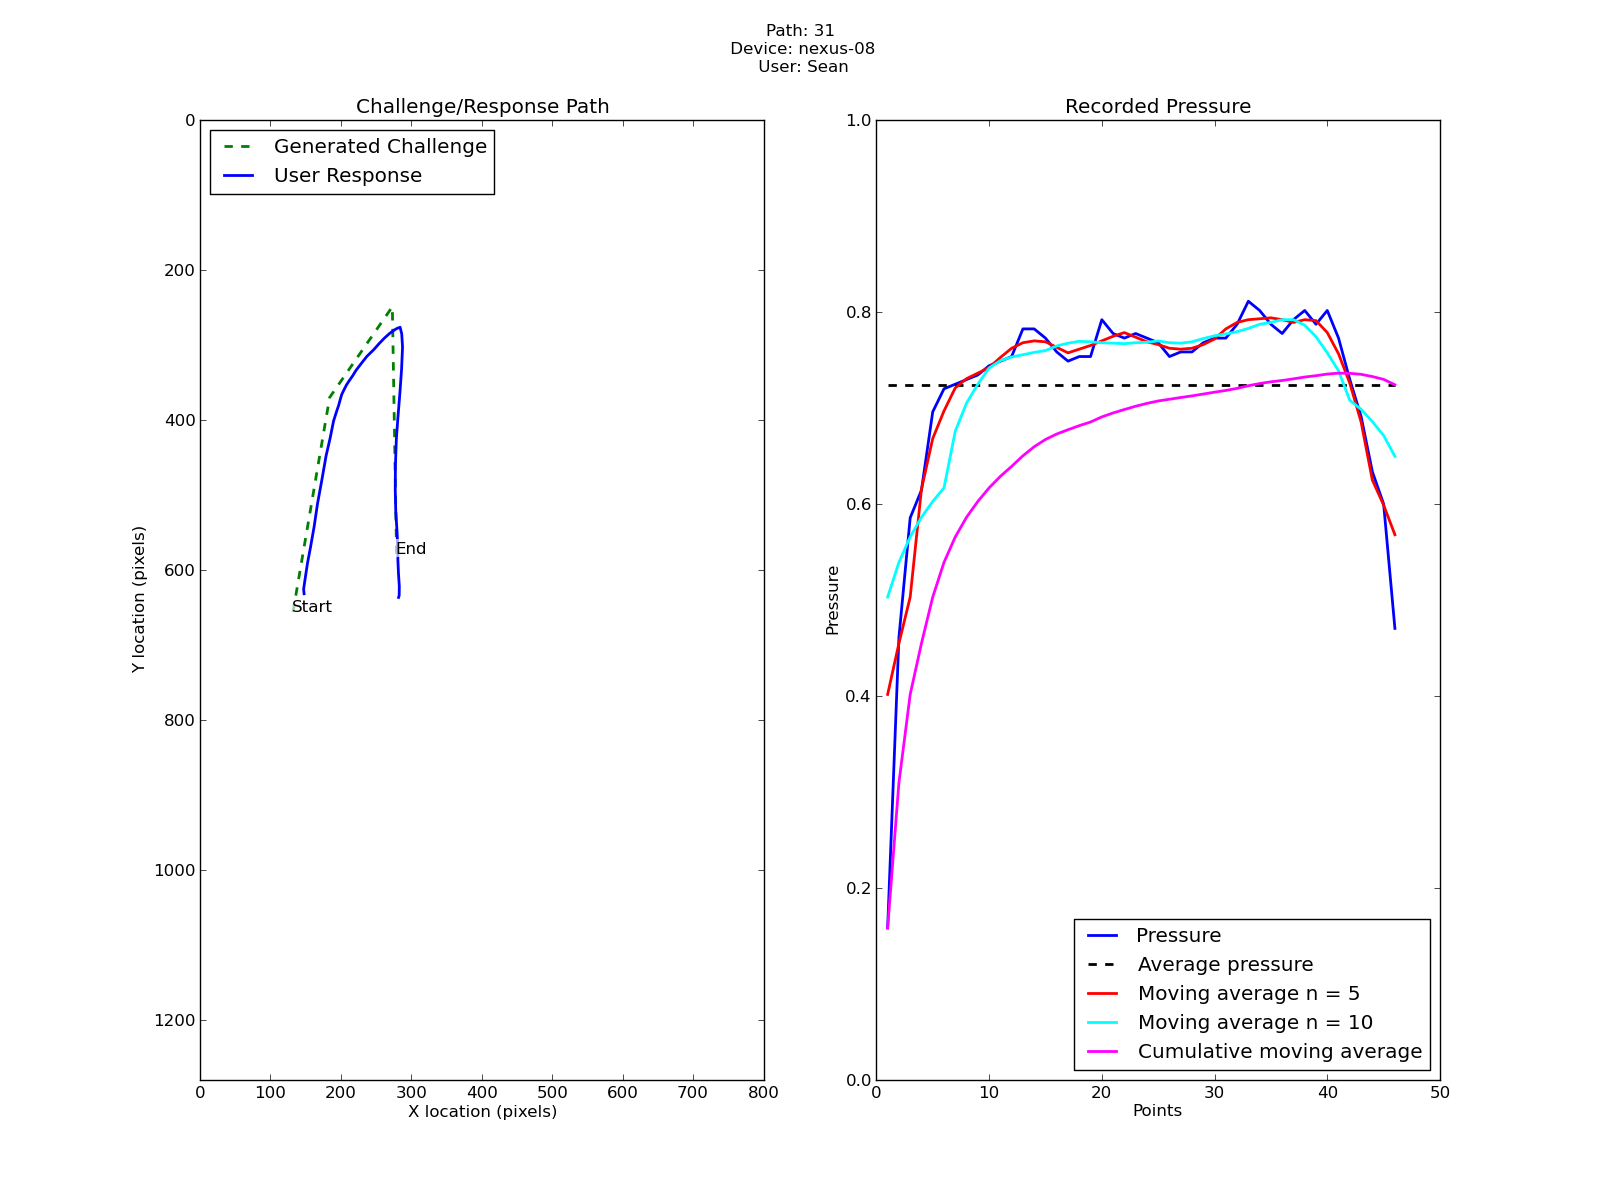 Path: 31
Device: nexus-08
User: Sean
Challenge/Response Path
Generated Challenge
User Response
0
200
400
600
800
1000
1200
Y location (pixels)
Start
End
0 100 200 300 400 500 600 700 800
X location (pixels)
Recorded Pressure
1.0
0.8
0.6
0.4
0.2
0.0
Pressure
Pressure
Average pressure
Moving average n = 5
Moving average n = 10
Cumulative moving average
0 10 20 30 40 50
Points